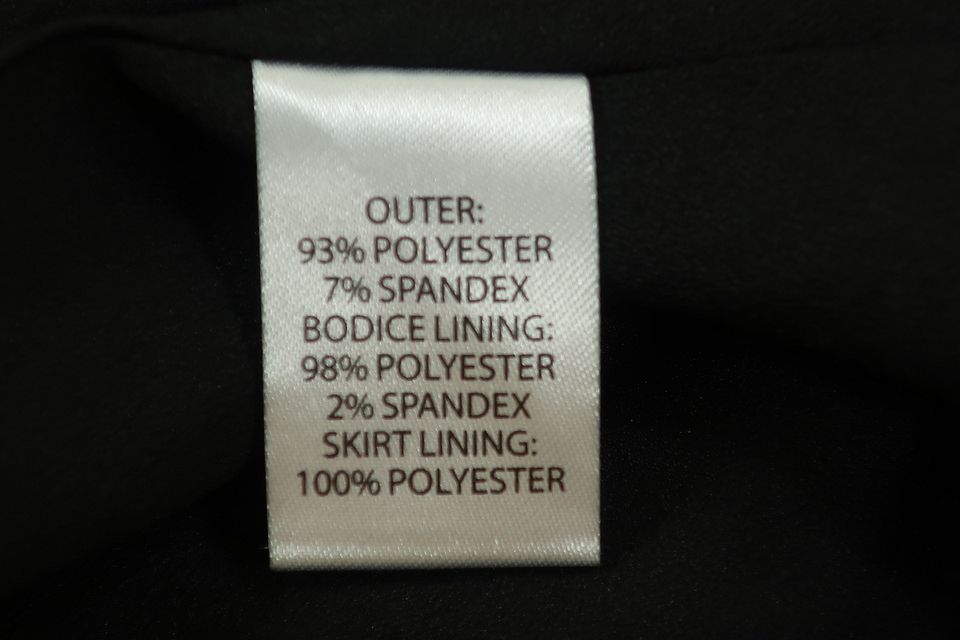 OUTER:
93% POLYESTER
7% SPANDEX
BODICE LINING:
98% POLYESTER
2% SPANDEX
SKIRT LINING:
100% POLYESTER